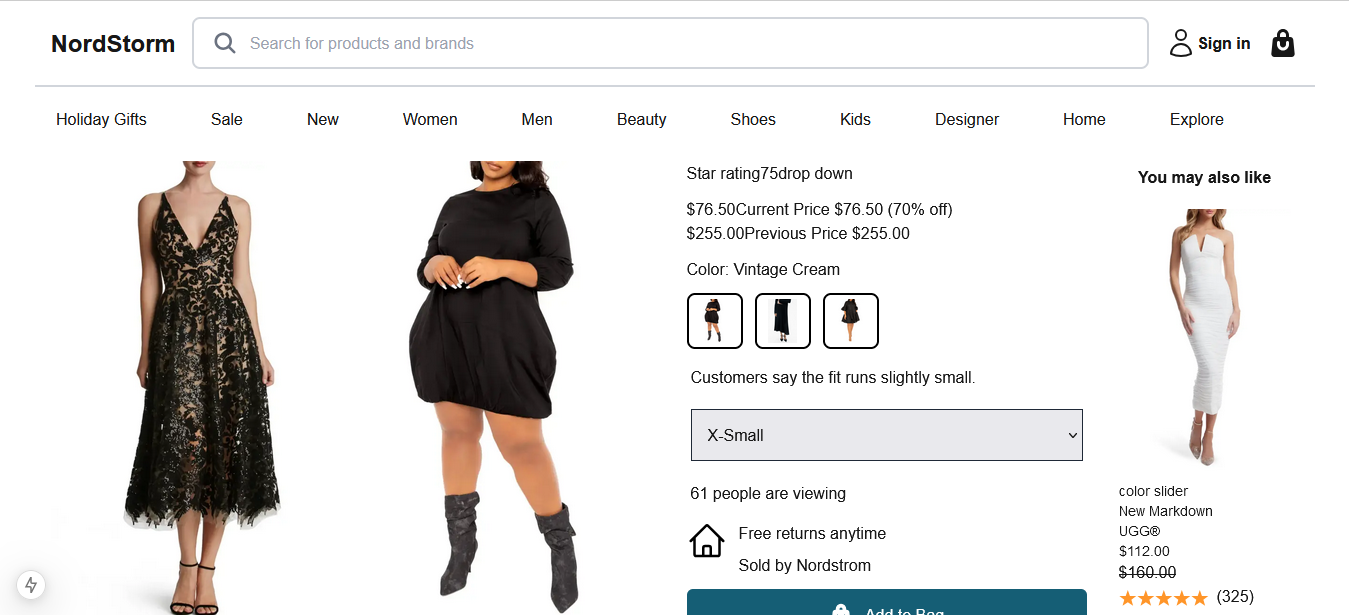 NordStorm
Search for products and brands
Sign in
Holiday Gifts
Sale
New
Women
Men
Beauty
Shoes
Kids
Designer
Home
Explore
Star rating75drop down
$76.50Current Price $76.50 (70% off)
$255.00Previous Price $255.00
Color: Vintage Cream
Customers say the fit runs slightly small.
X-Small
61 people are viewing
Free returns anytime
Sold by Nordstrom
Add to Bag
You may also like
color slider
New Markdown
UGG®
$112.00
$160.00
(325)